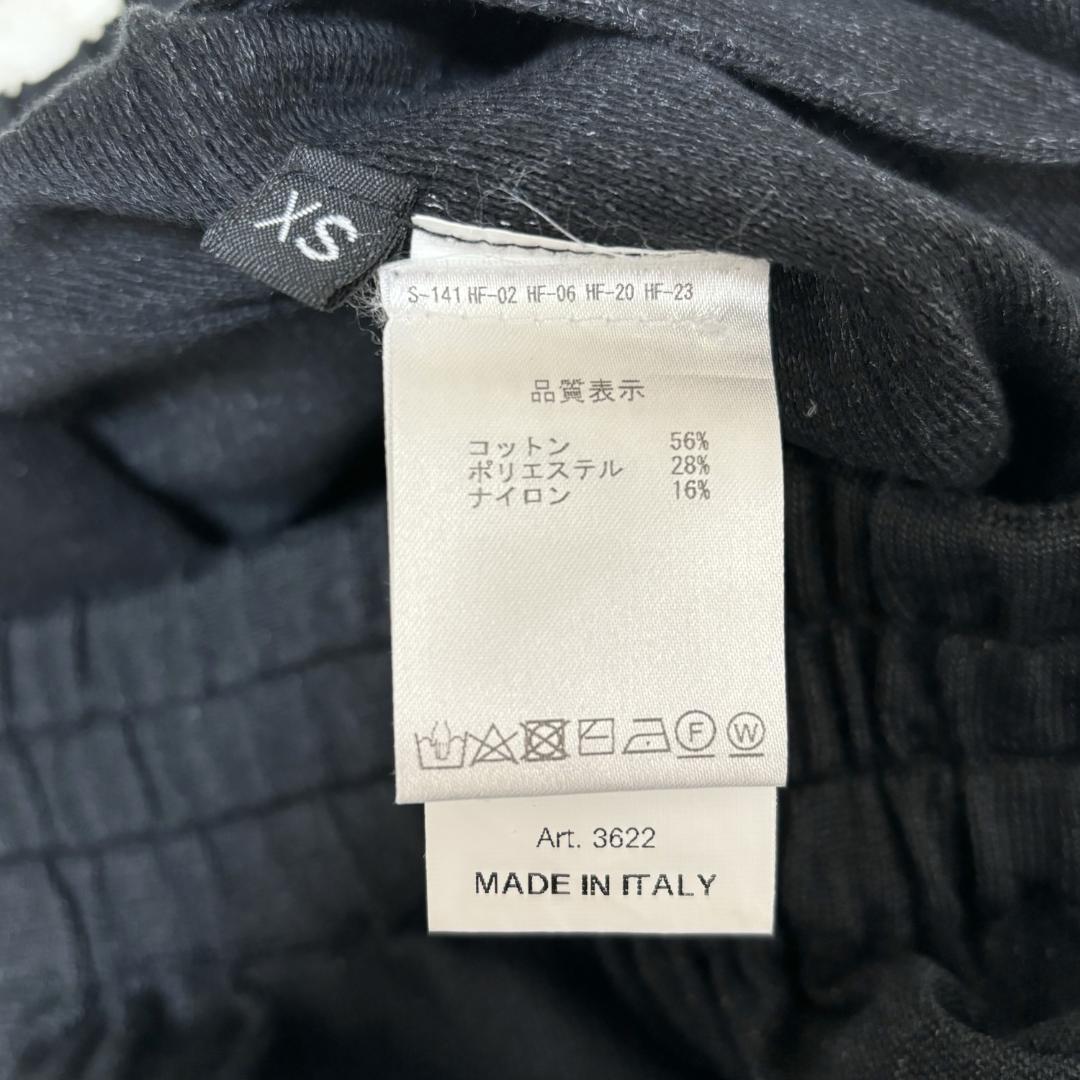 XS
S-141 HF-02 HF-06 HF-20 HF-23
品質表示
コットン 56%
ポリエステル 28%
ナイロン 16%
F W
Art. 3622
MADE IN ITALY